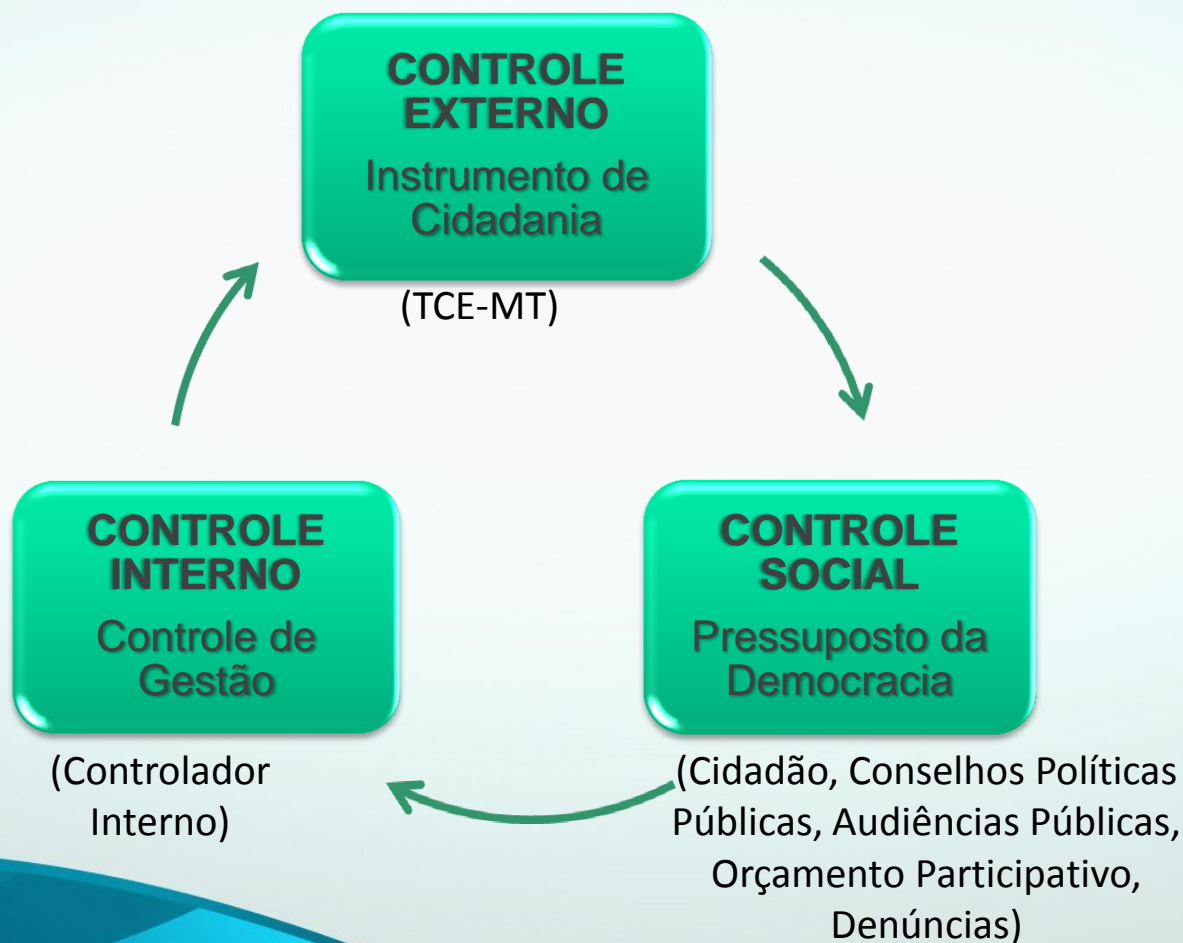 CONTROLE
EXTERNO
Instrumento de
Cidadania
(TCE-MT)
CONTROLE
INTERNO
Controle de
Gestão
(Controlador
Interno)
CONTROLE
SOCIAL
Pressuposto da
Democracia
(Cidadão, Conselhos Políticas
Públicas, Audiências Públicas,
Orçamento Participativo,
Denúncias)